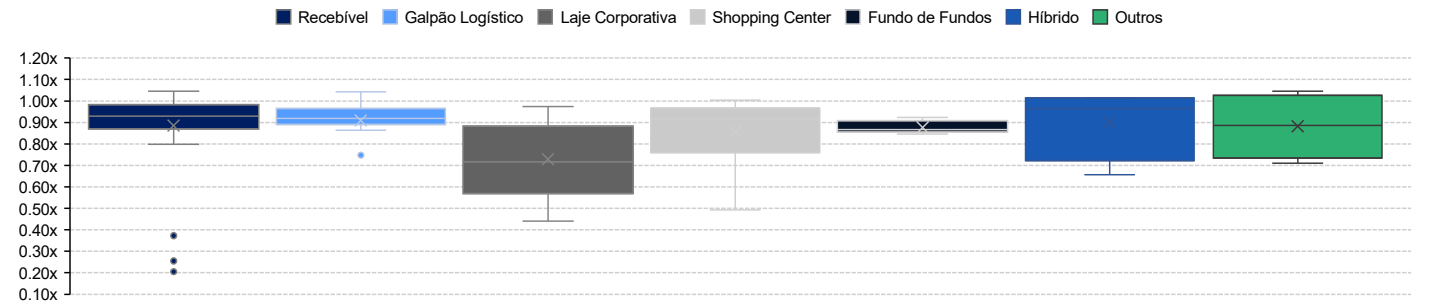 Recebível Galpão Logístico Laje Corporativa Shopping Center Fundo de Fundos Híbrido Outros
1.20x
1.10x
1.00x
0.90x
0.80x
0.70x
0.60x
0.50x
0.40x
0.30x
0.20x
0.10x